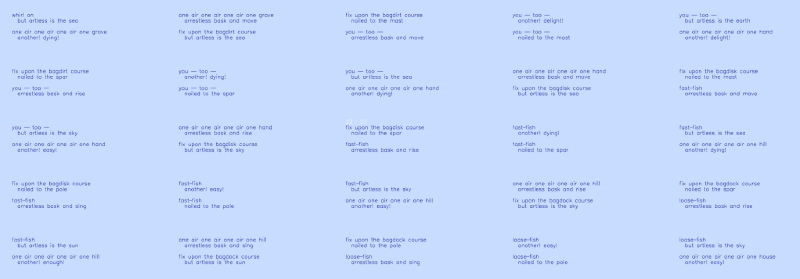 whirl on
but artless is the sea
one air one air one air one grave
another! dying!
one air one air one air one grave
arrestless bask and move
fix upon the bagdirt course
but artless is the sea
fix upon the bagdirt course
nailed to the mast
you — too —
arrestless bask and move
you — too —
another! delight!
you — too —
nailed to the mast
you — too —
but artless is the earth
one air one air one air one hand
another! delight!
fix upon the bagdirt course
nailed to the spar
you — too —
arrestless bask and rise
you — too —
another! dying!
you — too —
nailed to the spar
you — too —
but artless is the sea
one air one air one air one hand
another! dying!
one air one air one air one hand
arrestless bask and move
fix upon the bagdisk course
but artless is the sea
fix upon the bagdisk course
nailed to the mast
fast-fish
arrestless bask and move
you — too —
but artless is the sky
one air one air one air one hand
another! easy!
one air one air one air one hand
arrestless bask and rise
fix upon the bagdisk course
but artless is the sky
fix upon the bagdisk course
nailed to the spar
fast-fish
arrestless bask and rise
fast-fish
another! dying!
fast-fish
nailed to the spar
fast-fish
but artless is the sea
one air one air one air one hill
another! dying!
fix upon the bagdisk course
nailed to the pole
fast-fish
arrestless bask and sing
fast-fish
another! easy!
fast-fish
nailed to the pole
fast-fish
but artless is the sky
one air one air one air one hill
another! easy!
one air one air one air one hill
arrestless bask and rise
fix upon the bagdock course
but artless is the sky
fix upon the bagdock course
nailed to the spar
loose-fish
arrestless bask and rise
fast-fish
but artless is the sun
one air one air one air one hill
another! enough!
one air one air one air one hill
arrestless bask and sing
fix upon the bagdock course
but artless is the sun
fix upon the bagdock course
nailed to the pole
loose-fish
arrestless bask and sing
loose-fish
another! easy!
loose-fish
nailed to the pole
loose-fish
but artless is the sky
one air one air one air one house
another! easy!